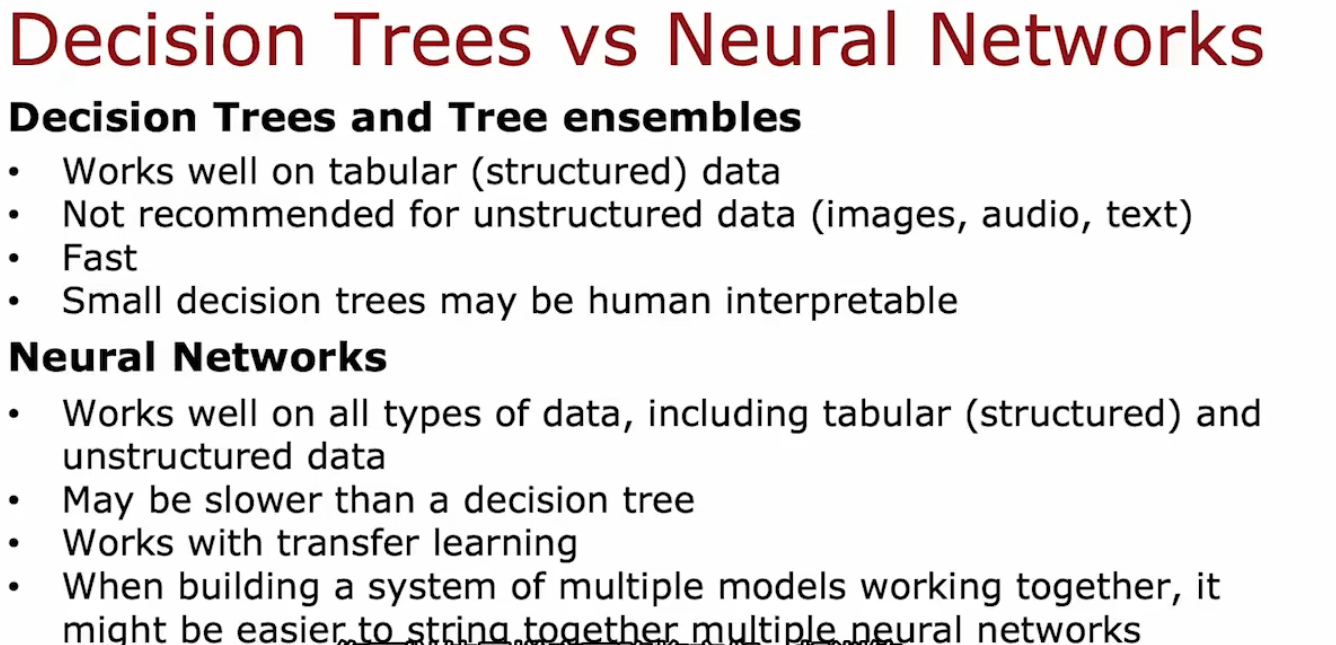 Decision Trees vs Neural Networks
Decision Trees and Tree ensembles
• Works well on tabular (structured) data
• Not recommended for unstructured data (images, audio, text)
• Fast
• Small decision trees may be human interpretable
Neural Networks
• Works well on all types of data, including tabular (structured) and
unstructured data
• May be slower than a decision tree
• Works with transfer learning
• When building a system of multiple models working together, it
might be easier to string together multiple neural networks